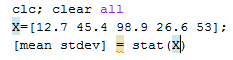 clc; clear all
X=[12.7 45.4 98.9 26.6 53];
[mean stdev] = stat(X)